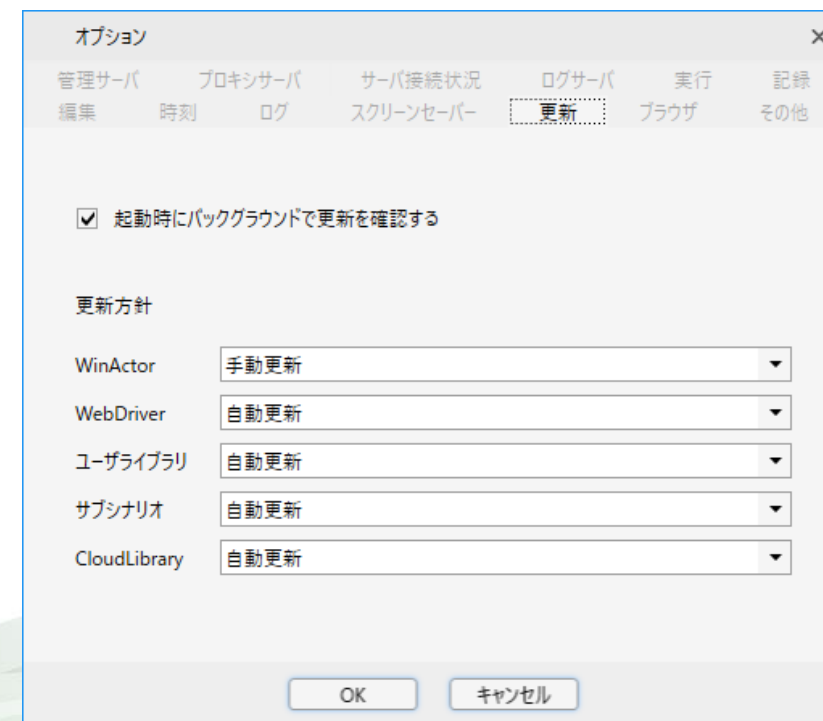 オプション
管理サーバ プロキシサーバ サーバ接続状況 ログサーバ 実行 記録
編集 時刻 ログ スクリーンセーバー 更新 ブラウザ その他
起動時にバックグラウンドで更新を確認する
更新方針
WinActor 手動更新
WebDriver 自動更新
ユーザライブラリ 自動更新
サブシナリオ 自動更新
CloudLibrary 自動更新
OK キャンセル